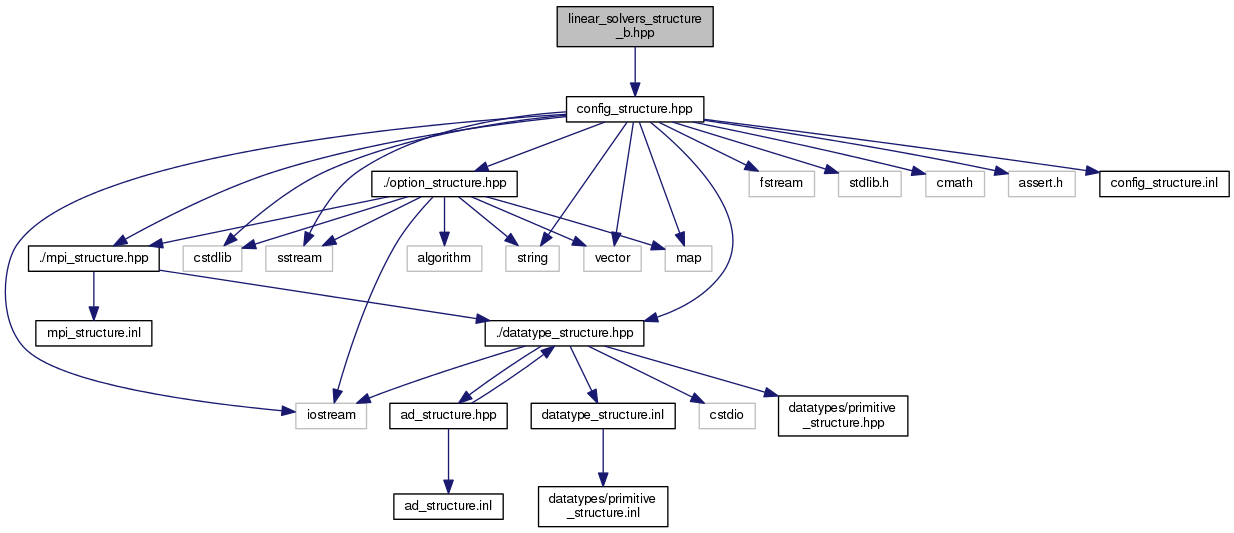 linear_solvers_structure
_b.hpp
config_structure.hpp
./option_structure.hpp
fstream
stdlib.h
cmath
assert.h
config_structure.inl
./mpi_structure.hpp
cstdlib
sstream
algorithm
string
vector
map
mpi_structure.inl
./datatype_structure.hpp
iostream
ad_structure.hpp
datatype_structure.inl
cstdio
datatypes/primitive
_structure.hpp
ad_structure.inl
datatypes/primitive
_structure.inl